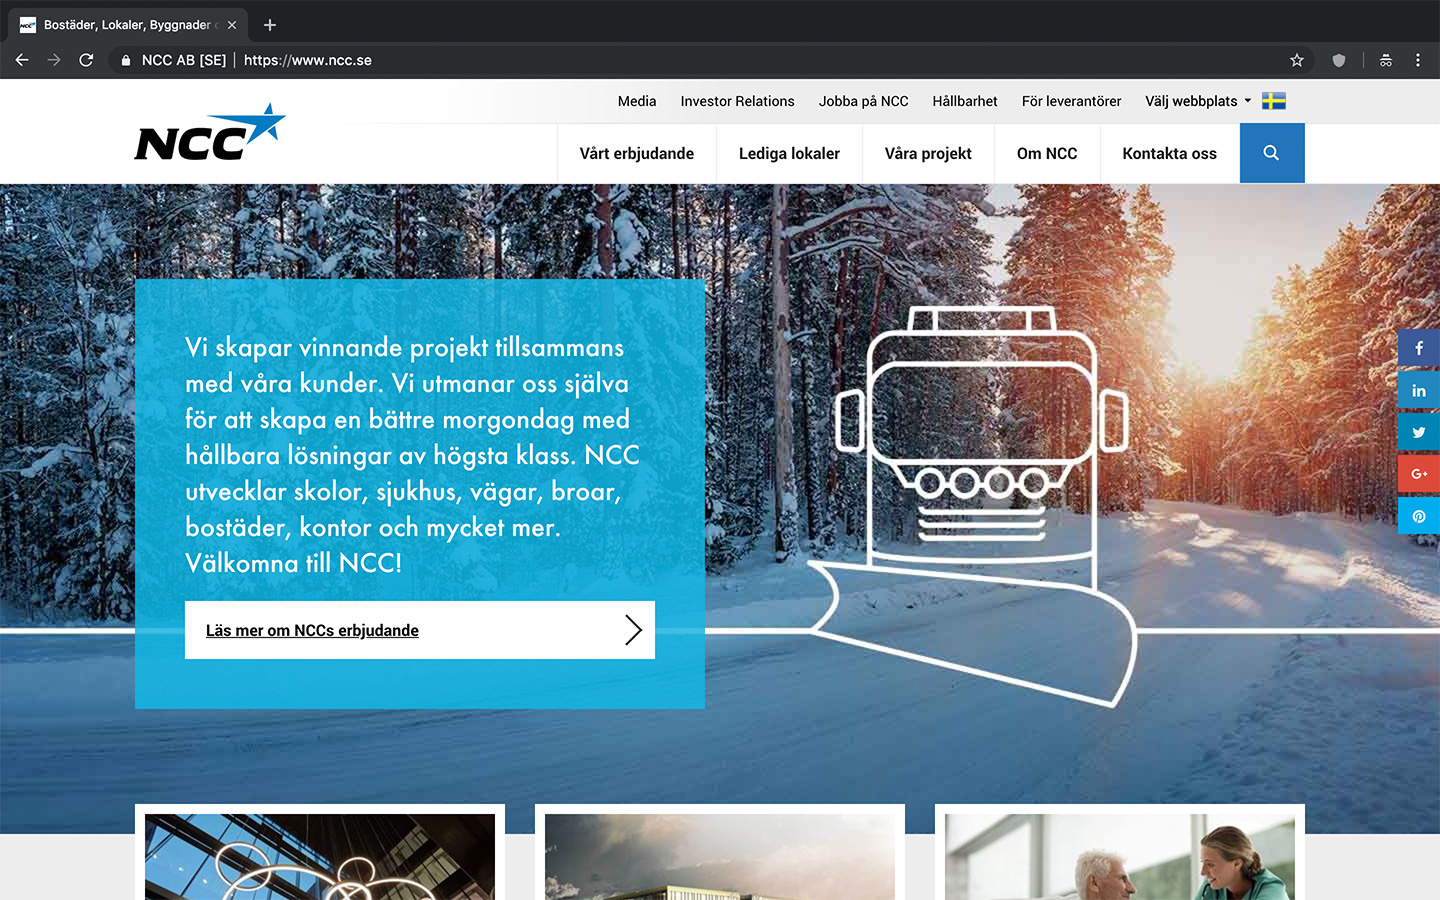 Bostäder, Lokaler, Byggnader
NCC AB [SE] | https://www.ncc.se
Media Investor Relations Jobba på NCC Hållbarhet För leverantörer Välj webbplats
NCC
Vårt erbjudande Lediga lokaler Våra projekt Om NCC Kontakta oss
Vi skapar vinnande projekt tillsammans
med våra kunder. Vi utmanar oss själva
för att skapa en bättre morgondag med
hållbara lösningar av högsta klass. NCC
utvecklar skolor, sjukhus, vägar, broar,
bostäder, kontor och mycket mer.
Välkomna till NCC!
Läs mer om NCCs erbjudande
f
in
G+